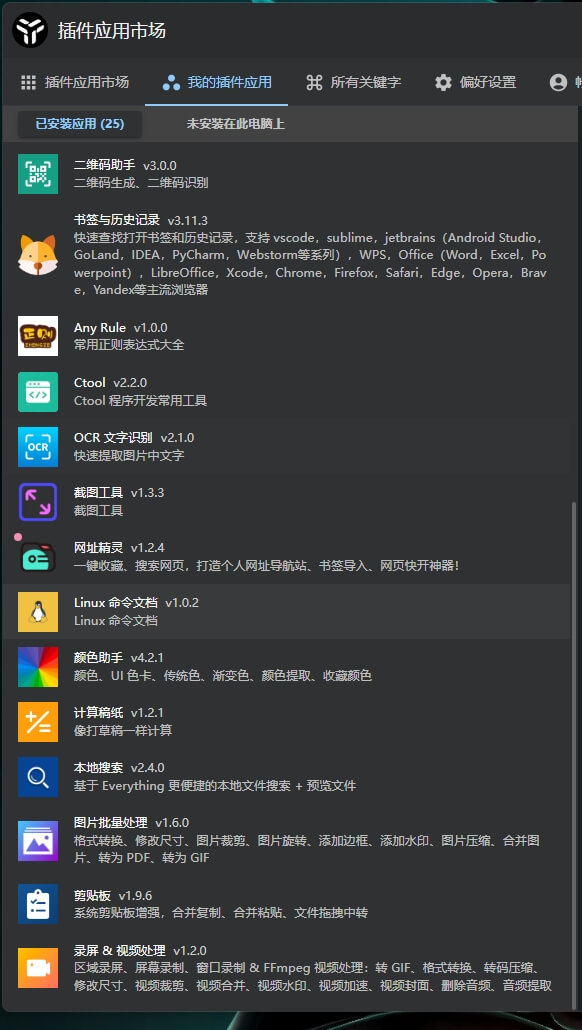 插件应用市场
插件应用市场 我的插件应用 所有关键字 偏好设置
已安装应用 (25) 未安装在此电脑上
二维码助手 v3.0.0
二维码生成、二维码识别
书签与历史记录 v3.11.3
快速查找打开书签和历史记录，支持 vscode，sublime，jetbrains（Android Studio，
GoLand，IDEA，PyCharm，Webstorm等系列），WPS，Office（Word，Excel，Po
werpoint），LibreOffice，Xcode，Chrome，Firefox，Safari，Edge，Opera，Brav
e，Yandex等主流浏览器
正则
Any Rule v1.0.0
常用正则表达式大全
Ctool v2.2.0
Ctool 程序开发常用工具
OCR
OCR 文字识别 v2.1.0
快速提取图片中文字
截图工具 v1.3.3
截图工具
网址精灵 v1.2.4
一键收藏、搜索网页，打造个人网址导航站、书签导入、网页快开神器！
Linux 命令文档 v1.0.2
Linux 命令文档
颜色助手 v4.2.1
颜色、UI 色卡、传统色、渐变色、颜色提取、收藏颜色
计算稿纸 v1.2.1
像打草稿一样计算
本地搜索 v2.4.0
基于 Everything 更便捷的本地文件搜索 + 预览文件
图片批量处理 v1.6.0
格式转换、修改尺寸、图片裁剪、图片旋转、添加边框、添加水印、图片压缩、合并图
片、转为 PDF、转为 GIF
剪贴板 v1.9.6
系统剪贴板增强，合并复制、合并粘贴、文件拖拽中转
录屏 & 视频处理 v1.2.0
区域录屏、屏幕录制、窗口录制 & FFmpeg 视频处理：转 GIF、格式转换、转码压缩、
修改尺寸、视频裁剪、视频合并、视频水印、视频加速、视频封面、删除音频、音频提取